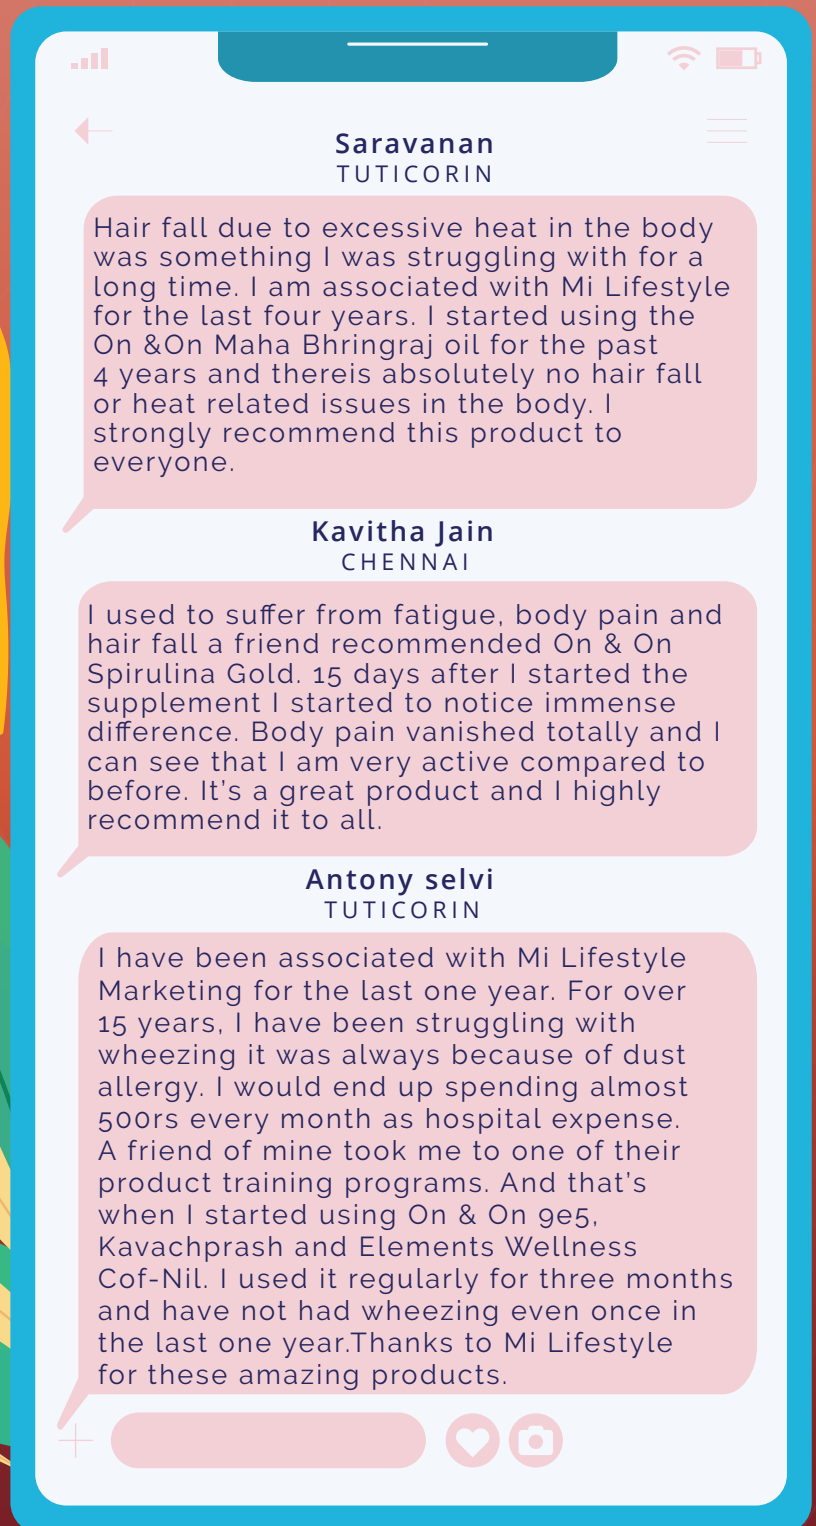 Saravanan
TUTICORIN
Hair fall due to excessive heat in the body
was something I was struggling with for a
long time. I am associated with Mi Lifestyle
for the last four years. I started using the
On &On Maha Bhringraj oil for the past
4 years and thereis absolutely no hair fall
or heat related issues in the body. I
strongly recommend this product to
everyone.
Kavitha Jain
CHENNAI
I used to suffer from fatigue, body pain and
hair fall a friend recommended On & On
Spirulina Gold. 15 days after I started the
supplement I started to notice immense
difference. Body pain vanished totally and I
can see that I am very active compared to
before. It’s a great product and I highly
recommend it to all.
Antony selvi
TUTICORIN
I have been associated with Mi Lifestyle
Marketing for the last one year. For over
15 years, I have been struggling with
wheezing it was always because of dust
allergy. I would end up spending almost
500rs every month as hospital expense.
A friend of mine took me to one of their
product training programs. And that’s
when I started using On & On 9e5,
Kavachprash and Elements Wellness
Cof-Nil. I used it regularly for three months
and have not had wheezing even once in
the last one year.Thanks to Mi Lifestyle
for these amazing products.